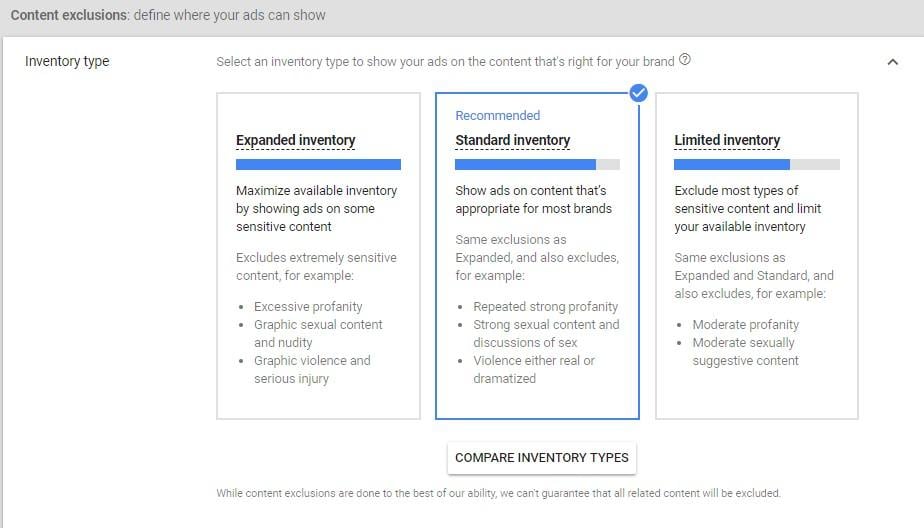 Content exclusions: define where your ads can show
Inventory type
Select an inventory type to show your ads on the content that's right for your brand ?
Expanded inventory
Maximize available inventory
by showing ads on some
sensitive content
Excludes extremely sensitive
content, for example:
• Excessive profanity
• Graphic sexual content
and nudity
• Graphic violence and
serious injury
Recommended
Standard inventory
Show ads on content that's
appropriate for most brands
Same exclusions as
Expanded, and also excludes,
for example:
• Repeated strong profanity
• Strong sexual content and
discussions of sex
• Violence either real or
dramatized
Limited inventory
Exclude most types of
sensitive content and limit
your available inventory
Same exclusions as
Expanded and Standard, and
also excludes, for example:
• Moderate profanity
• Moderate sexually
suggestive content
COMPARE INVENTORY TYPES
While content exclusions are done to the best of our ability, we can't guarantee that all related content will be excluded.